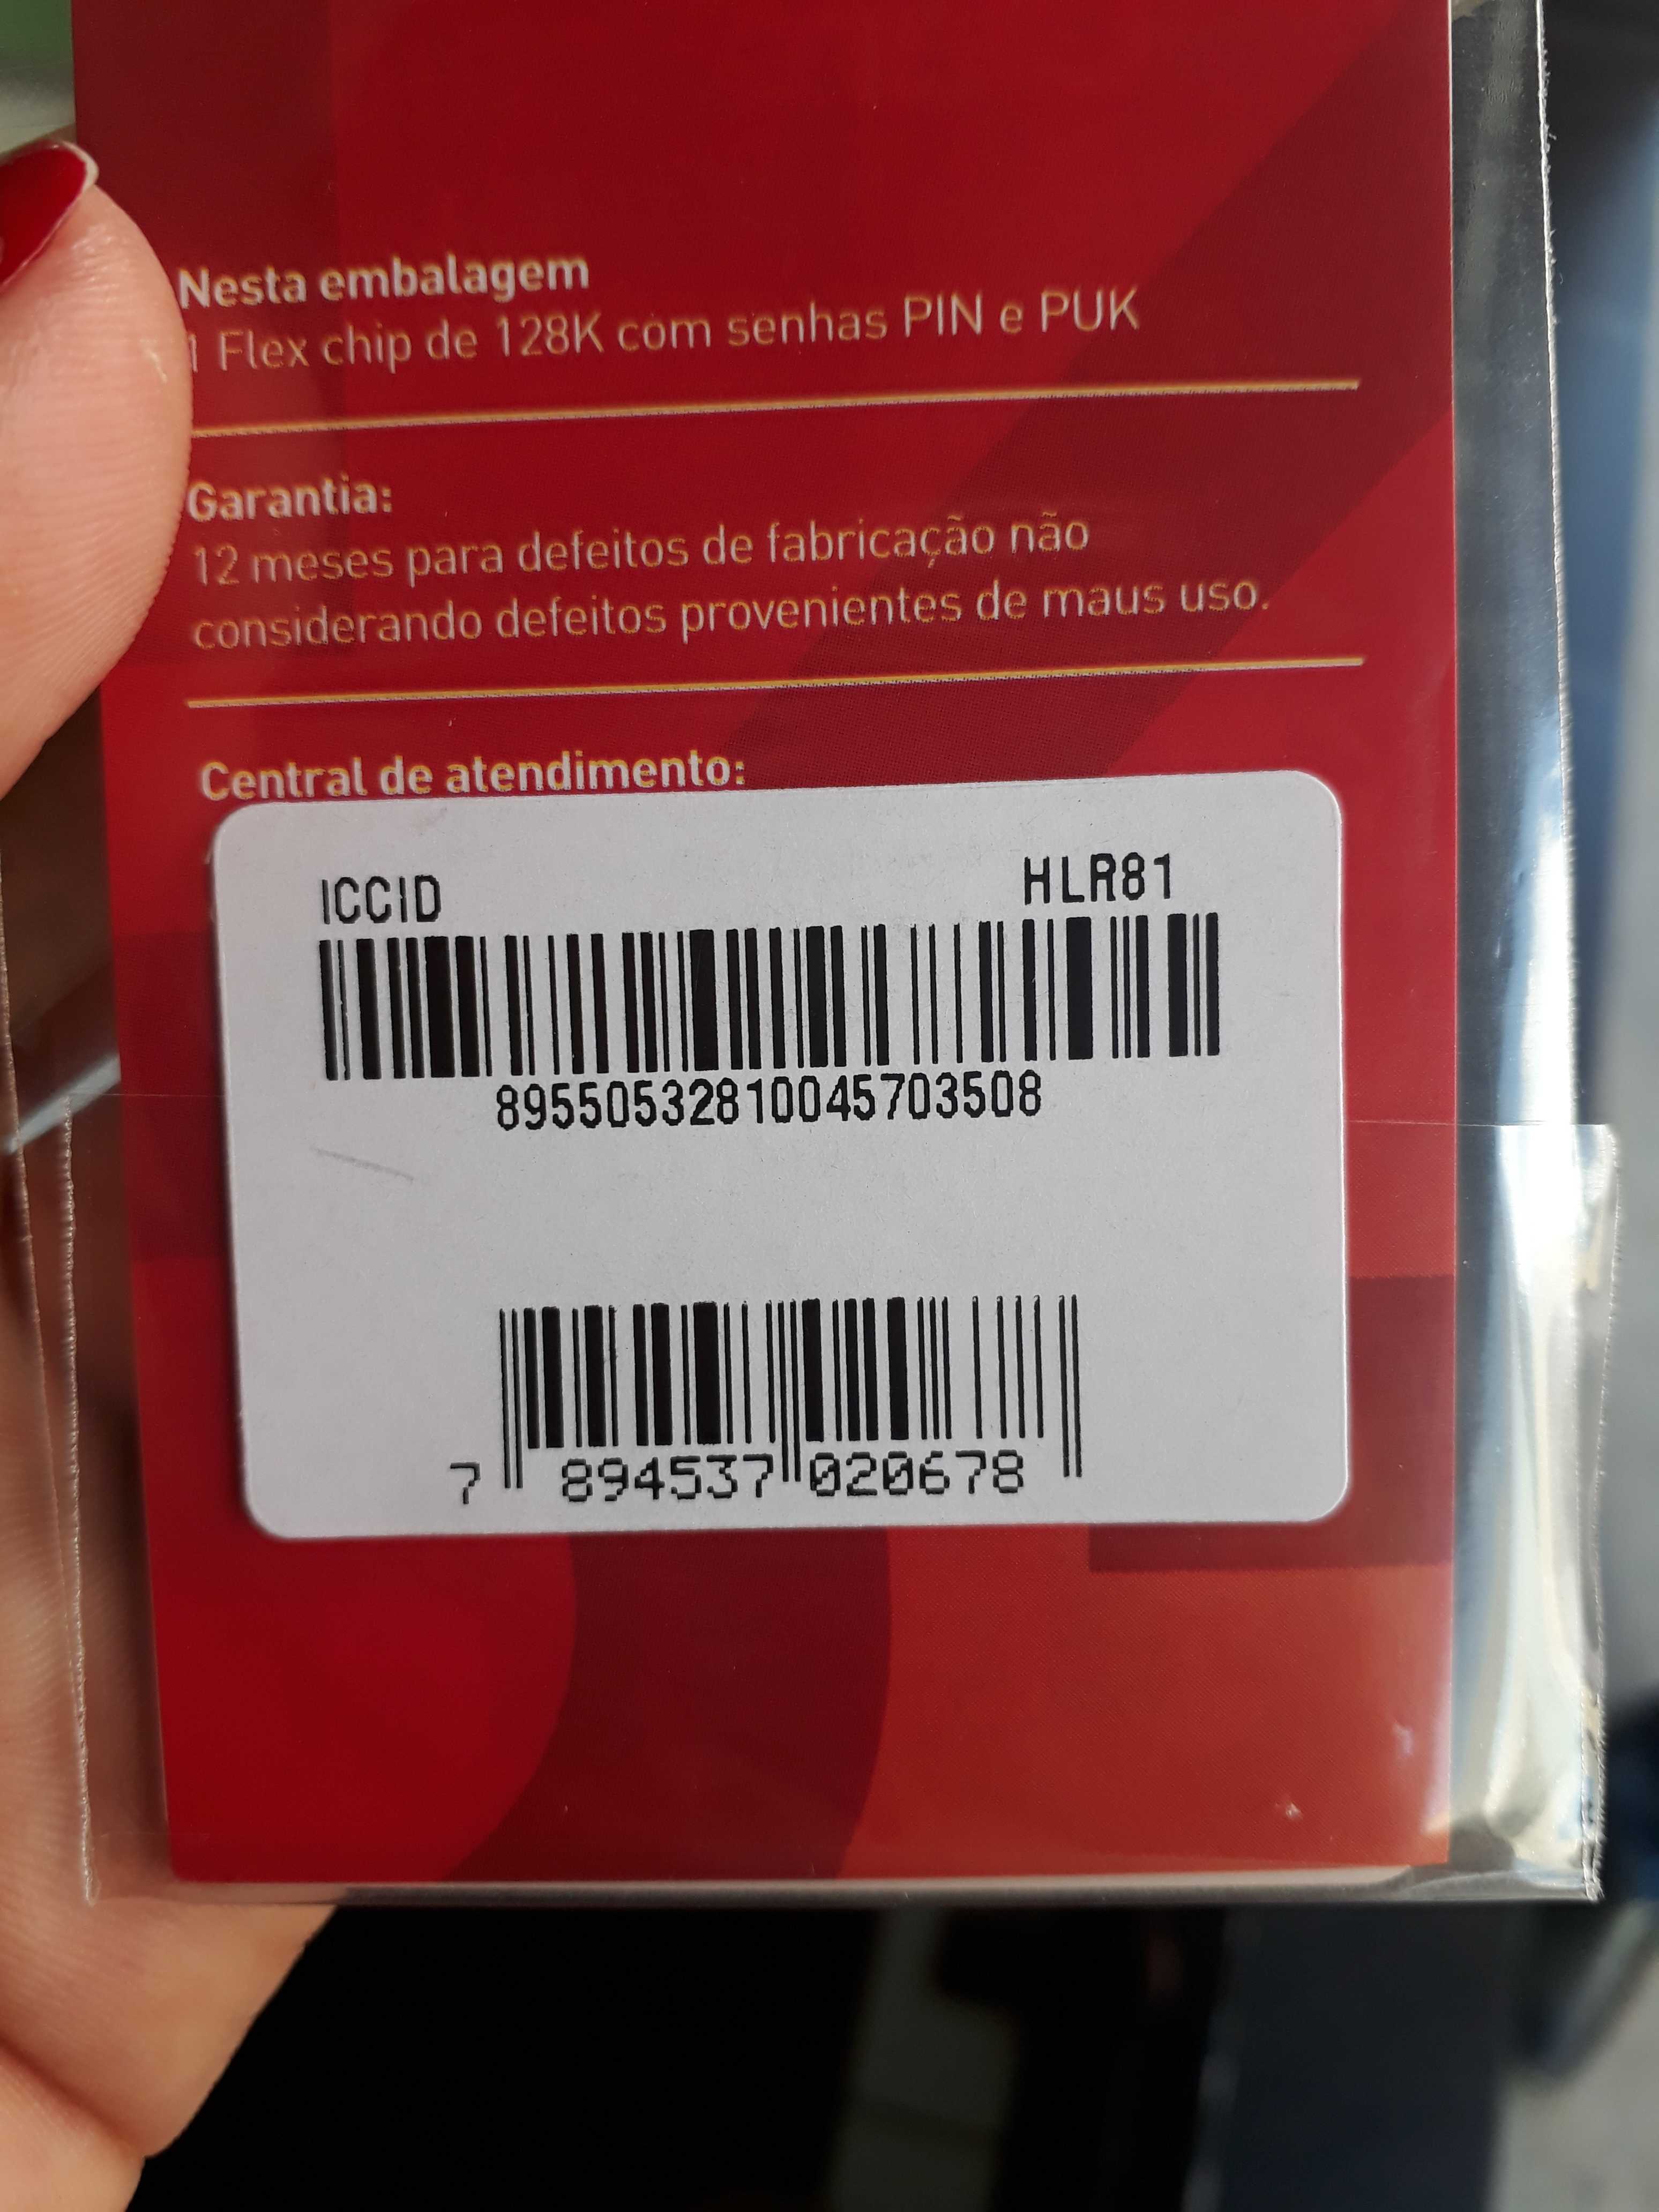 Nesta embalagem
1 Flex chip de 128K com senhas PIN e PUK
Garantia:
12 meses para defeitos de fabricação não
considerando defeitos provenientes de maus uso.
Central de atendimento:
ICCID HLR81
89550532810045703508
7 894537 020678